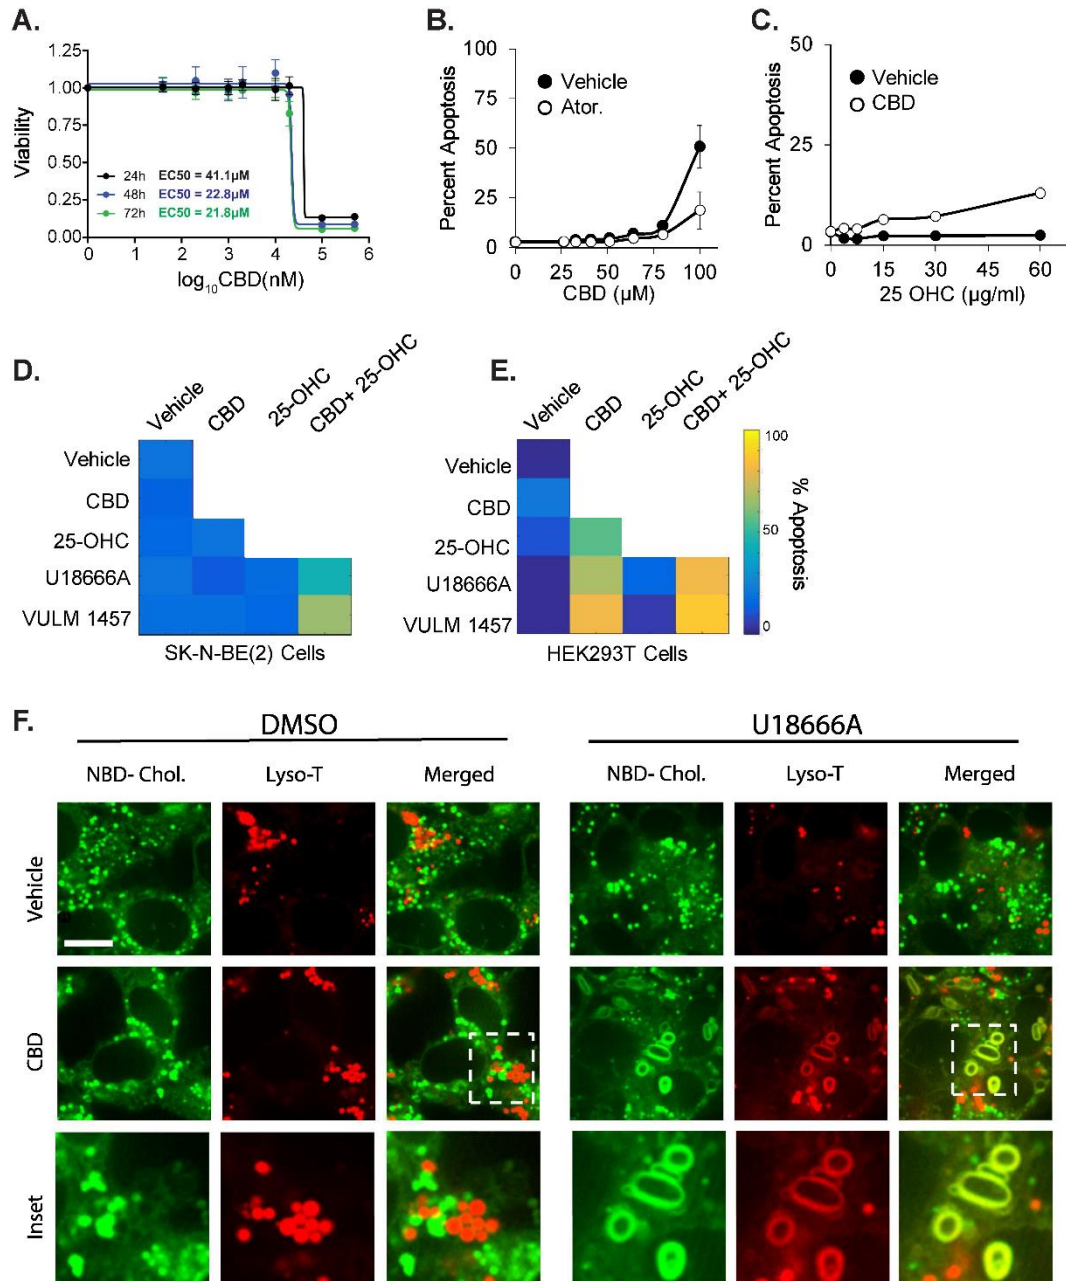 A.
1.25
1.00
0.75
0.50
0.25
0.00
Viability
24h EC50 = 41.1µM
48h EC50 = 22.8µM
72h EC50 = 21.8µM
0 1 2 3 4 5 6
log10CBD(nM)
B.
100
75
50
25
0
Percent Apoptosis
Vehicle
Ator.
0 25 50 75 100
CBD (µM)
C.
50
25
0
Percent Apoptosis
Vehicle
CBD
0 15 30 45 60
25 OHC (µg/ml)
D.
Vehicle CBD 25-OHC CBD+ 25-OHC
Vehicle
CBD
25-OHC
U18666A
VULM 1457
SK-N-BE(2) Cells
E.
Vehicle CBD 25-OHC CBD+ 25-OHC
Vehicle
CBD
25-OHC
U18666A
VULM 1457
HEK293T Cells
100
50
0
% Apoptosis
F.
DMSO U18666A
NBD- Chol. Lyso-T Merged NBD- Chol. Lyso-T Merged
Vehicle
CBD
Inset